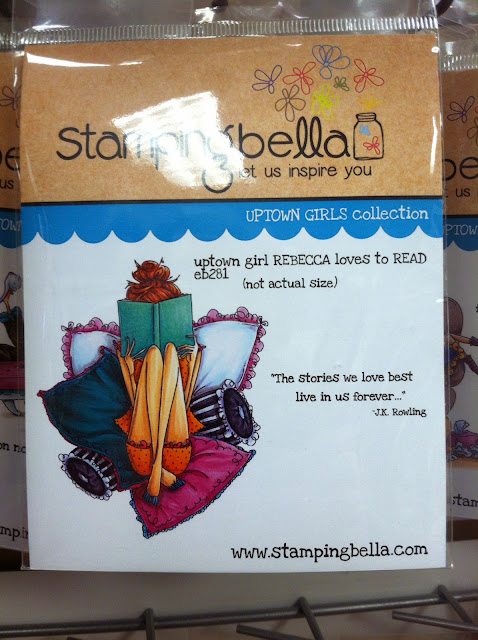 stampingbella
let us inspire you
UPTOWN GIRLS collection
uptown girl REBECCA loves to READ
eb281
(not actual size)
"The stories we love best
live in us forever..."
-J.K. Rowling
www.stampingbella.com